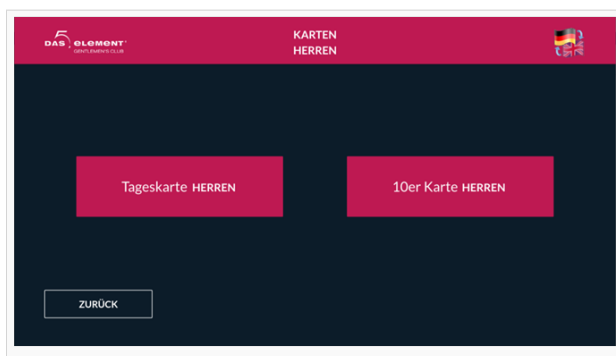 DAS 5. ELEMENT
GENTLEMEN'S CLUB
KARTEN
HERREN
Tageskarte HERREN
10er Karte HERREN
ZURÜCK